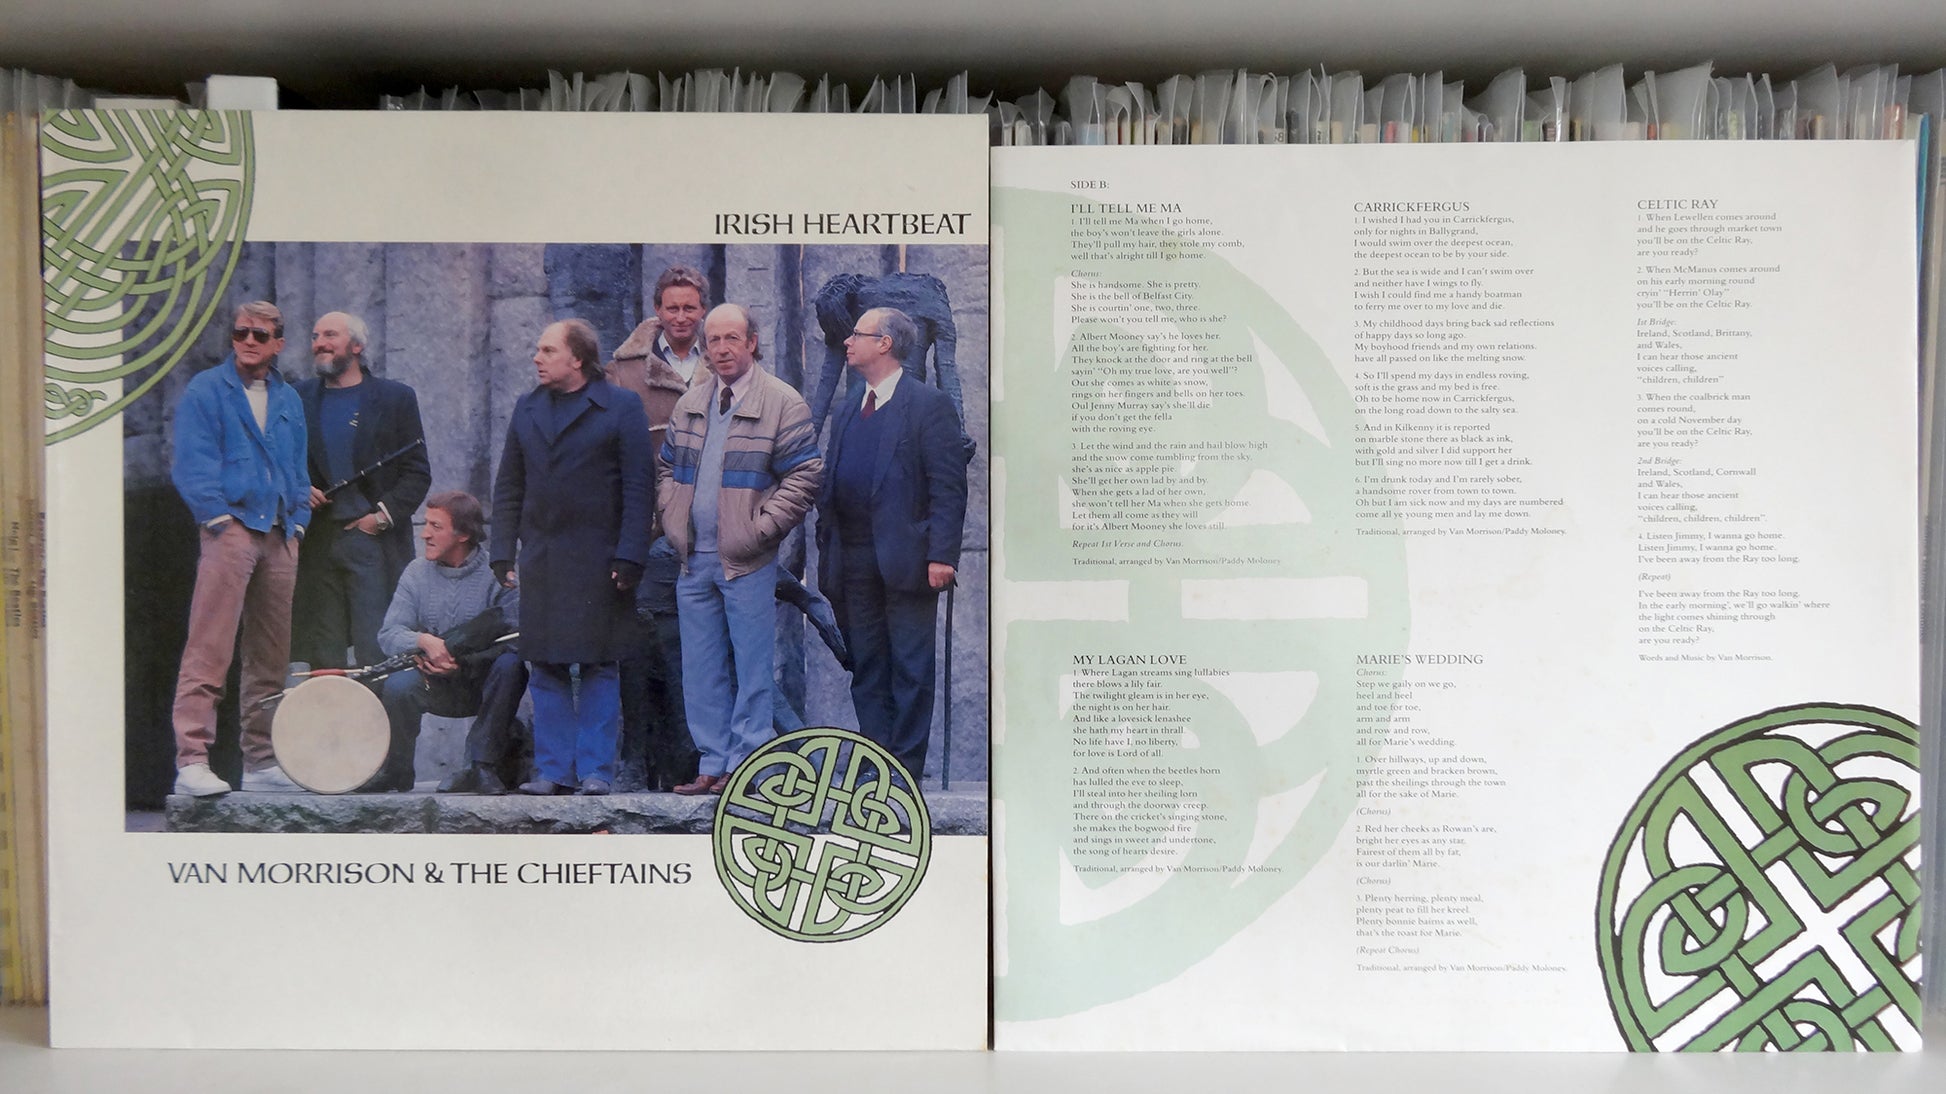 IRISH HEARTBEAT
VAN MORRISON & THE CHIEFTAINS
SIDE B:
I'LL TELL ME MA
1. I'll tell me Ma when I go home,
the boy's won't leave the girls alone.
They'll pull my hair, they stole my comb,
well that's alright till I go home.
Chorus:
She is handsome. She is pretty.
She is the bell of Belfast City.
She is courtin' one, two, three.
Please won't you tell me, who is she?
2. Albert Mooney say's he loves her.
All the boy's are fighting for her.
They knock at the door and ring at the bell
sayin' "Oh my true love, are you well"?
Out she comes as white as snow,
rings on her fingers and bells on her toes.
Oul Jenny Murray say's she'll die
if you don't get the fella
with the roving eye.
3. Let the wind and the rain and hail blow high
and the snow come tumbling from the sky.
she's as nice as apple pie.
She'll get her own lad by and by.
When she gets a lad of her own,
she won't tell her Ma when she gets home.
Let them all come as they will
for it's Albert Mooney she loves still.
Repeat 1st Verse and Chorus.
Traditional, arranged by Van Morrison/Paddy Moloney
MY LAGAN LOVE
1. Where Lagan streams sing lullabies
there blows a lily fair.
The twilight gleam is in her eye,
the night is on her hair.
And like a lovesick lenashee
she hath my heart in thrall.
No life have I, no liberty,
for love is Lord of all.
2. And often when the beetles horn
has lulled the eve to sleep,
I'll steal into her sheiling lorn
and through the doorway creep.
There on the cricket's singing stone,
she makes the bogwood fire
and sings in sweet and undertone,
the song of hearts desire.
Traditional, arranged by Van Morrison/Paddy Moloney.
CARRICKFERGUS
1. I wished I had you in Carrickfergus,
only for nights in Ballygrand,
I would swim over the deepest ocean,
the deepest ocean to be by your side.
2. But the sea is wide and I can't swim over
and neither have I wings to fly.
I wish I could find me a handy boatman
to ferry me over to my love and die.
3. My childhood days bring back sad reflections
of happy days so long ago.
My boyhood friends and my own relations.
have all passed on like the melting snow.
4. So I'll spend my days in endless roving,
soft is the grass and my bed is free.
Oh to be home now in Carrickfergus,
on the long road down to the salty sea.
5. And in Kilkenny it is reported
on marble stone there as black as ink,
with gold and silver I did support her
but I'll sing no more now till I get a drink.
6. I'm drunk today and I'm rarely sober,
a handsome rover from town to town.
Oh but I am sick now and my days are numbered
come all ye young men and lay me down.
Traditional, arranged by Van Morrison/Paddy Moloney.
MARIE'S WEDDING
Chorus:
Step we gaily on we go,
heel and heel
and toe for toe,
arm and arm
and row and row,
all for Marie's wedding.
1. Over hillways, up and down,
myrtle green and bracken brown,
past the sheilings through the town
all for the sake of Marie.
(Chorus)
2. Red her cheeks as Rowan's are,
bright her eyes as any star,
Fairest of them all by far,
is our darlin' Marie.
(Chorus)
3. Plenty herring, plenty meal,
plenty peat to fill her kreel.
Plenty bonnie bairns as well,
that's the toast for Marie.
(Repeat Chorus)
Traditional, arranged by Van Morrison/Paddy Moloney.
CELTIC RAY
1. When Lewellen comes around
and he goes through market town
you'll be on the Celtic Ray,
are you ready?
2. When McManus comes around
on his early morning round
cryin' "Herrin' Olay"
you'll be on the Celtic Ray.
1st Bridge:
Ireland, Scotland, Brittany,
and Wales,
I can hear those ancient
voices calling,
"children, children"
3. When the coalbrick man
comes round,
on a cold November day
you'll be on the Celtic Ray,
are you ready?
2nd Bridge:
Ireland, Scotland, Cornwall
and Wales,
I can hear those ancient
voices calling,
"children, children, children".
4. Listen Jimmy, I wanna go home.
Listen Jimmy, I wanna go home.
I've been away from the Ray too long.
(Repeat)
I've been away from the Ray too long.
In the early morning', we'll go walkin' where
the light comes shining through
on the Celtic Ray,
are you ready?
Words and Music by Van Morrison.